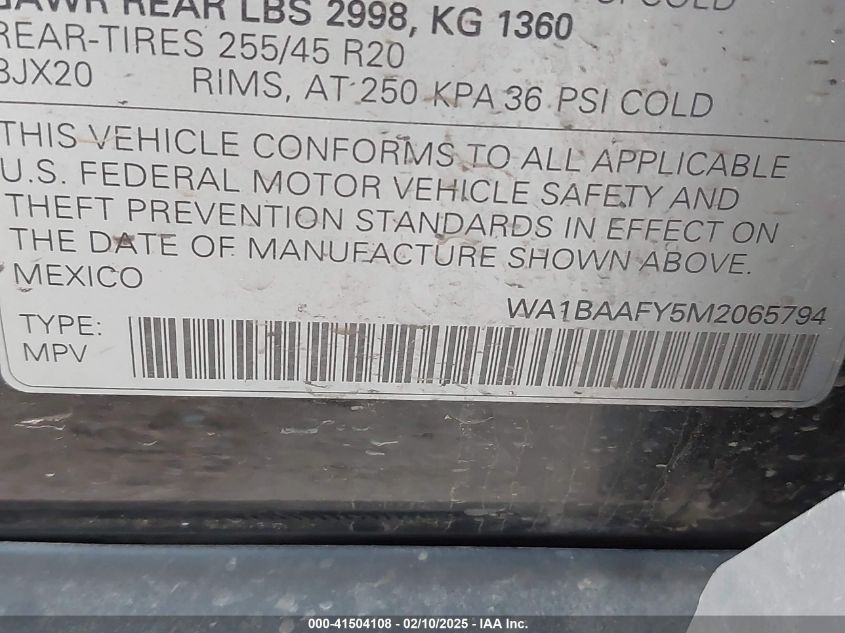 GAWR REAR LBS 2998, KG 1360
REAR-TIRES 255/45 R20
8JX20 RIMS, AT 250 KPA 36 PSI COLD
THIS VEHICLE CONFORMS TO ALL APPLICABLE
U.S. FEDERAL MOTOR VEHICLE SAFETY AND
THEFT PREVENTION STANDARDS IN EFFECT ON
THE DATE OF MANUFACTURE SHOWN ABOVE.
MEXICO
WA1BAAFY5M2065794
TYPE:
MPV
000-41504108 - 02/10/2025 - IAA Inc.